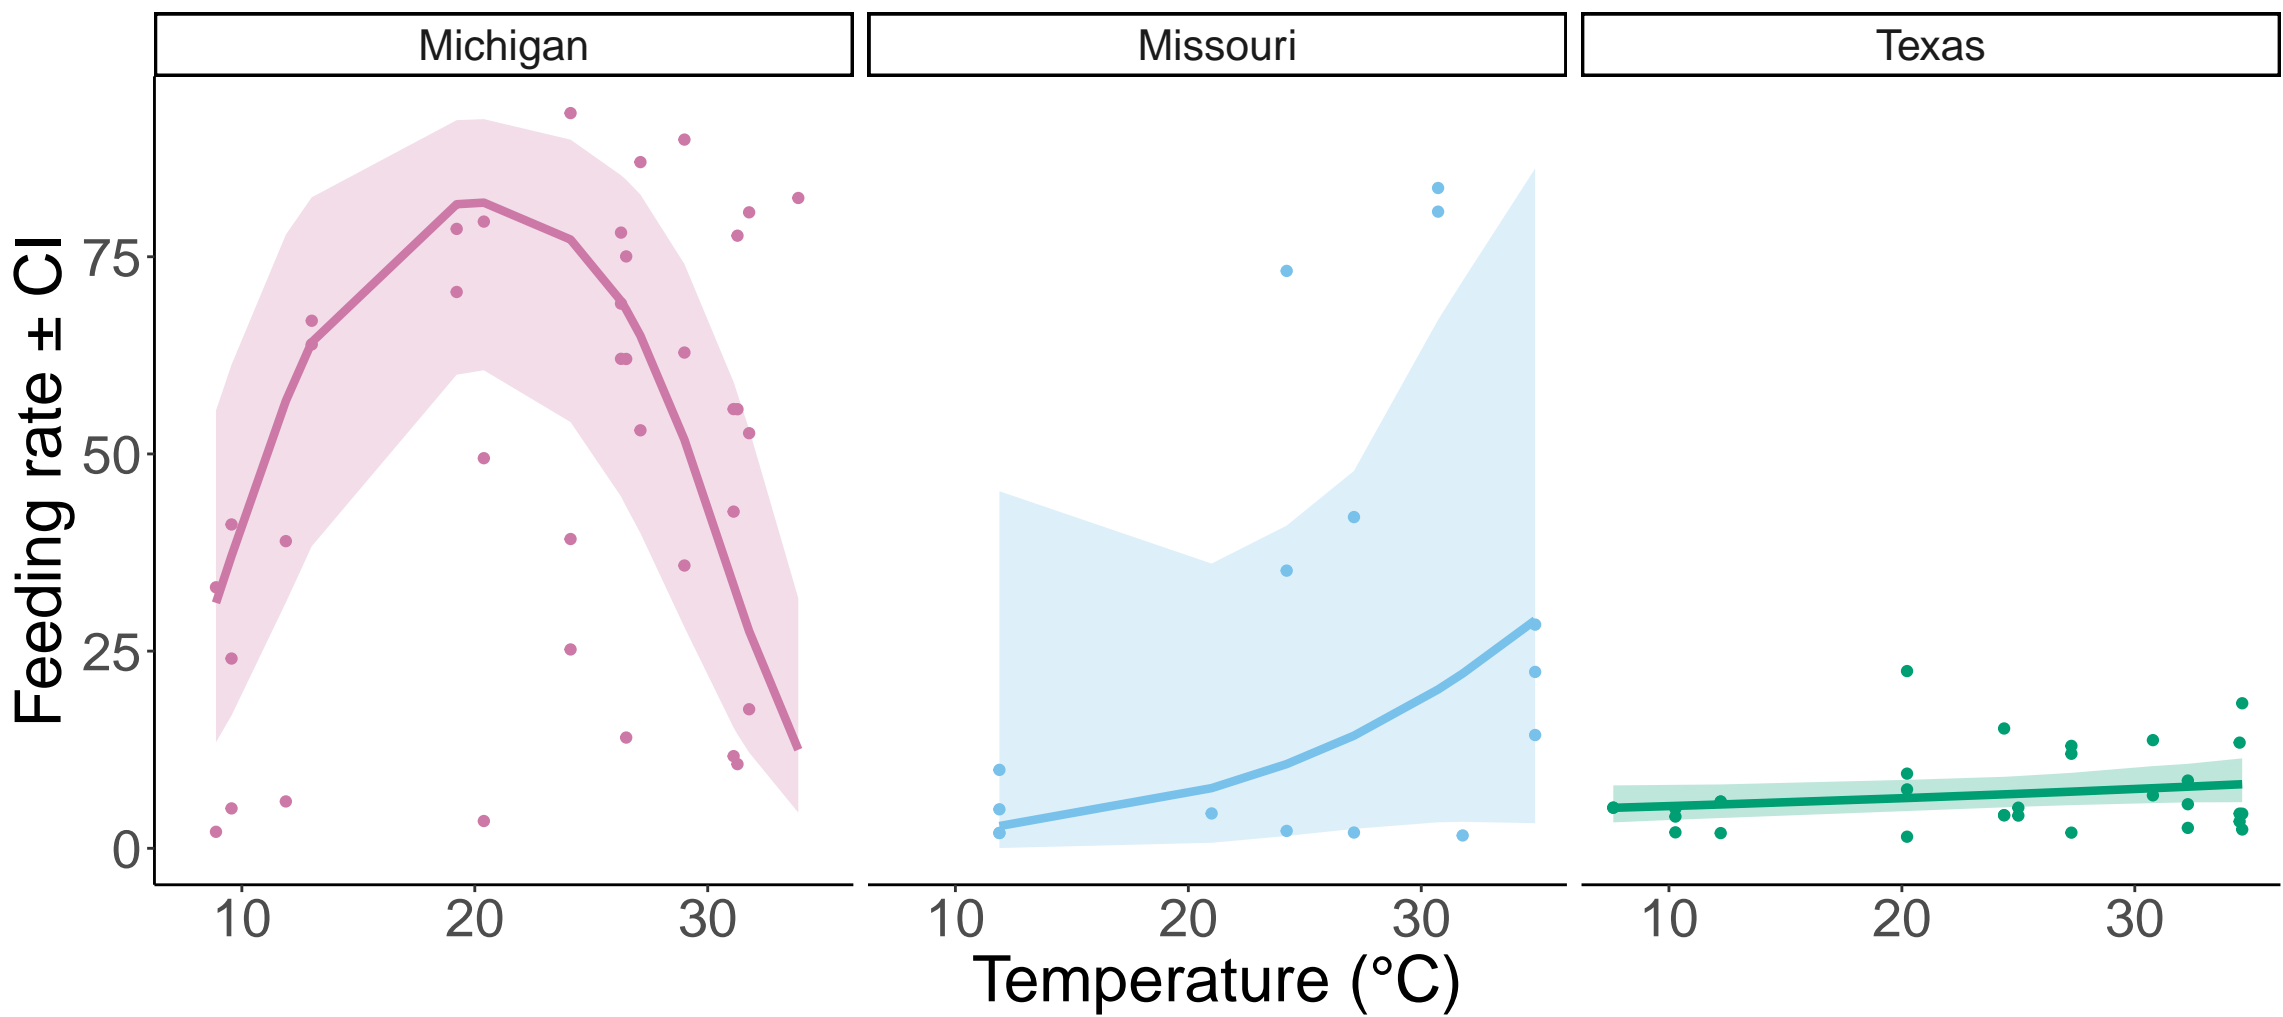 Michigan Missouri Texas
Feeding rate ± CI
75
50
25
0
10 20 30 10 20 30 10 20 30
Temperature (°C)